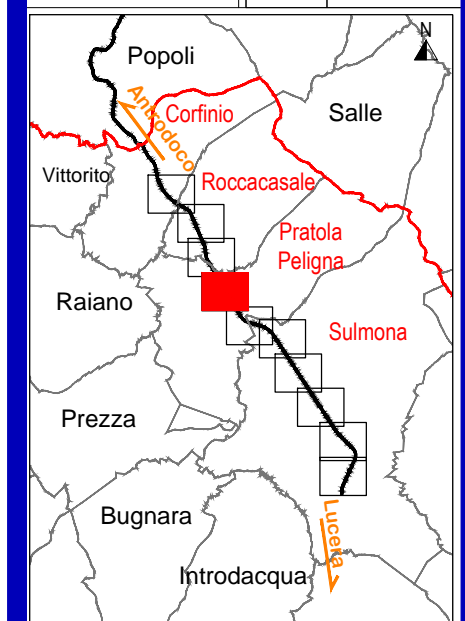 N
Popoli
Antrodoco
Corfinio
Salle
Vittorito
Roccacasale
Pratola
Peligna
Raiano
Sulmona
Prezza
Bugnara
Lucera
Introdacqua